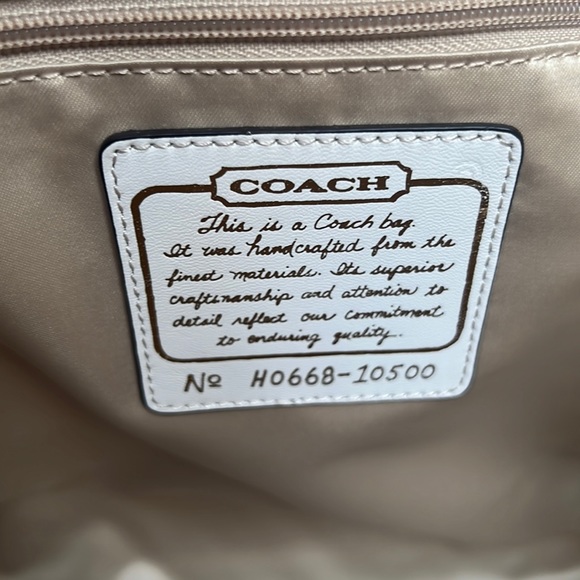 COACH
This is a Coach bag.
It was handcrafted from the
finest materials. Its superior
craftsmanship and attention to
detail reflect our commitment
to enduring quality.
Nº H0668-10500